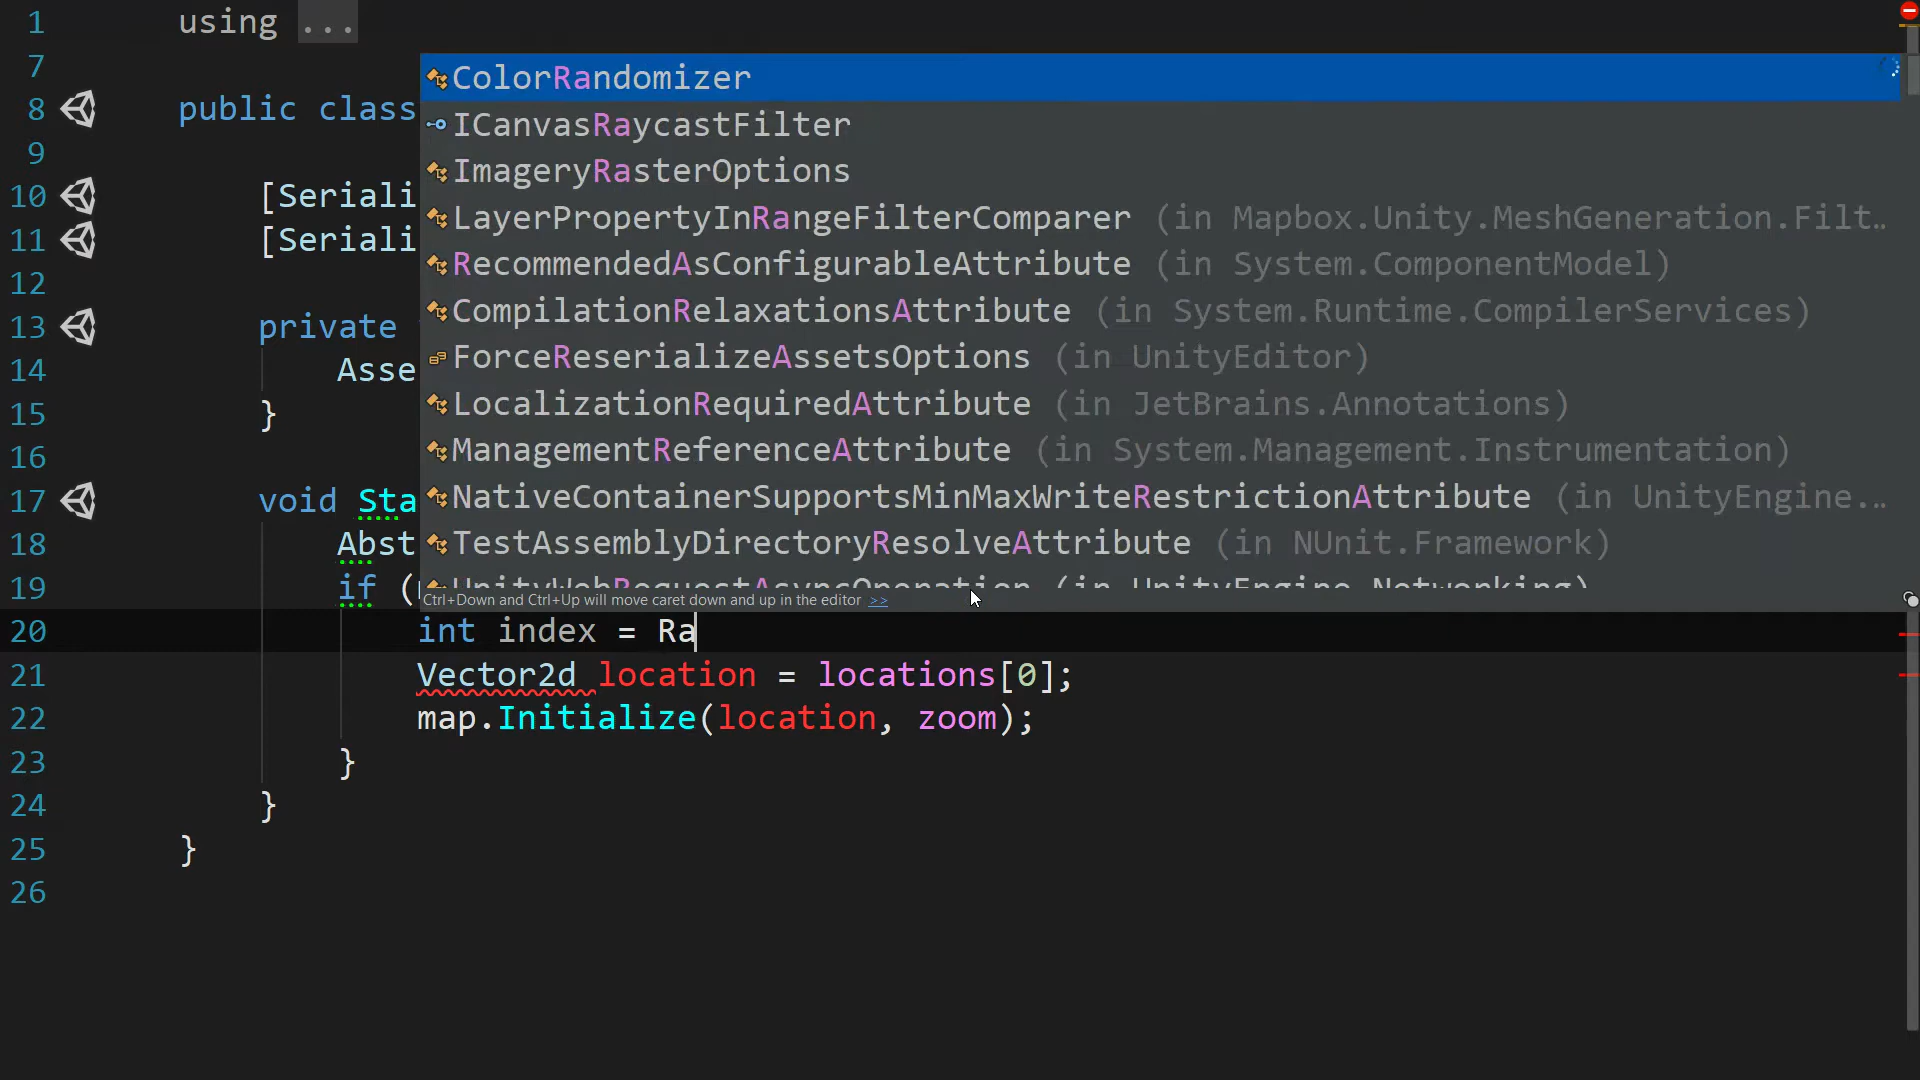 1 using ...
7
8 public class
9
10 [Seriali
11 [Seriali
12
13 private
14 Asse
15 }
16
17 void Sta
18 Abst
19 if (
ColorRandomizer
ICanvasRaycastFilter
ImageryRasterOptions
LayerPropertyInRangeFilterComparer (in Mapbox.Unity.MeshGeneration.Filt…
RecommendedAsConfigurableAttribute (in System.ComponentModel)
CompilationRelaxationsAttribute (in System.Runtime.CompilerServices)
ForceReserializeAssetsOptions (in UnityEditor)
LocalizationRequiredAttribute (in JetBrains.Annotations)
ManagementReferenceAttribute (in System.Management.Instrumentation)
NativeContainerSupportsMinMaxWriteRestrictionAttribute (in UnityEngine.…
TestAssemblyDirectoryResolveAttribute (in NUnit.Framework)
UnityWebRequestAsyncOperation (in UnityEngine.Networking)
Ctrl+Down and Ctrl+Up will move caret down and up in the editor >>
20 int index = Ra
21 Vector2d location = locations[0];
22 map.Initialize(location, zoom);
23 }
24 }
25 }
26